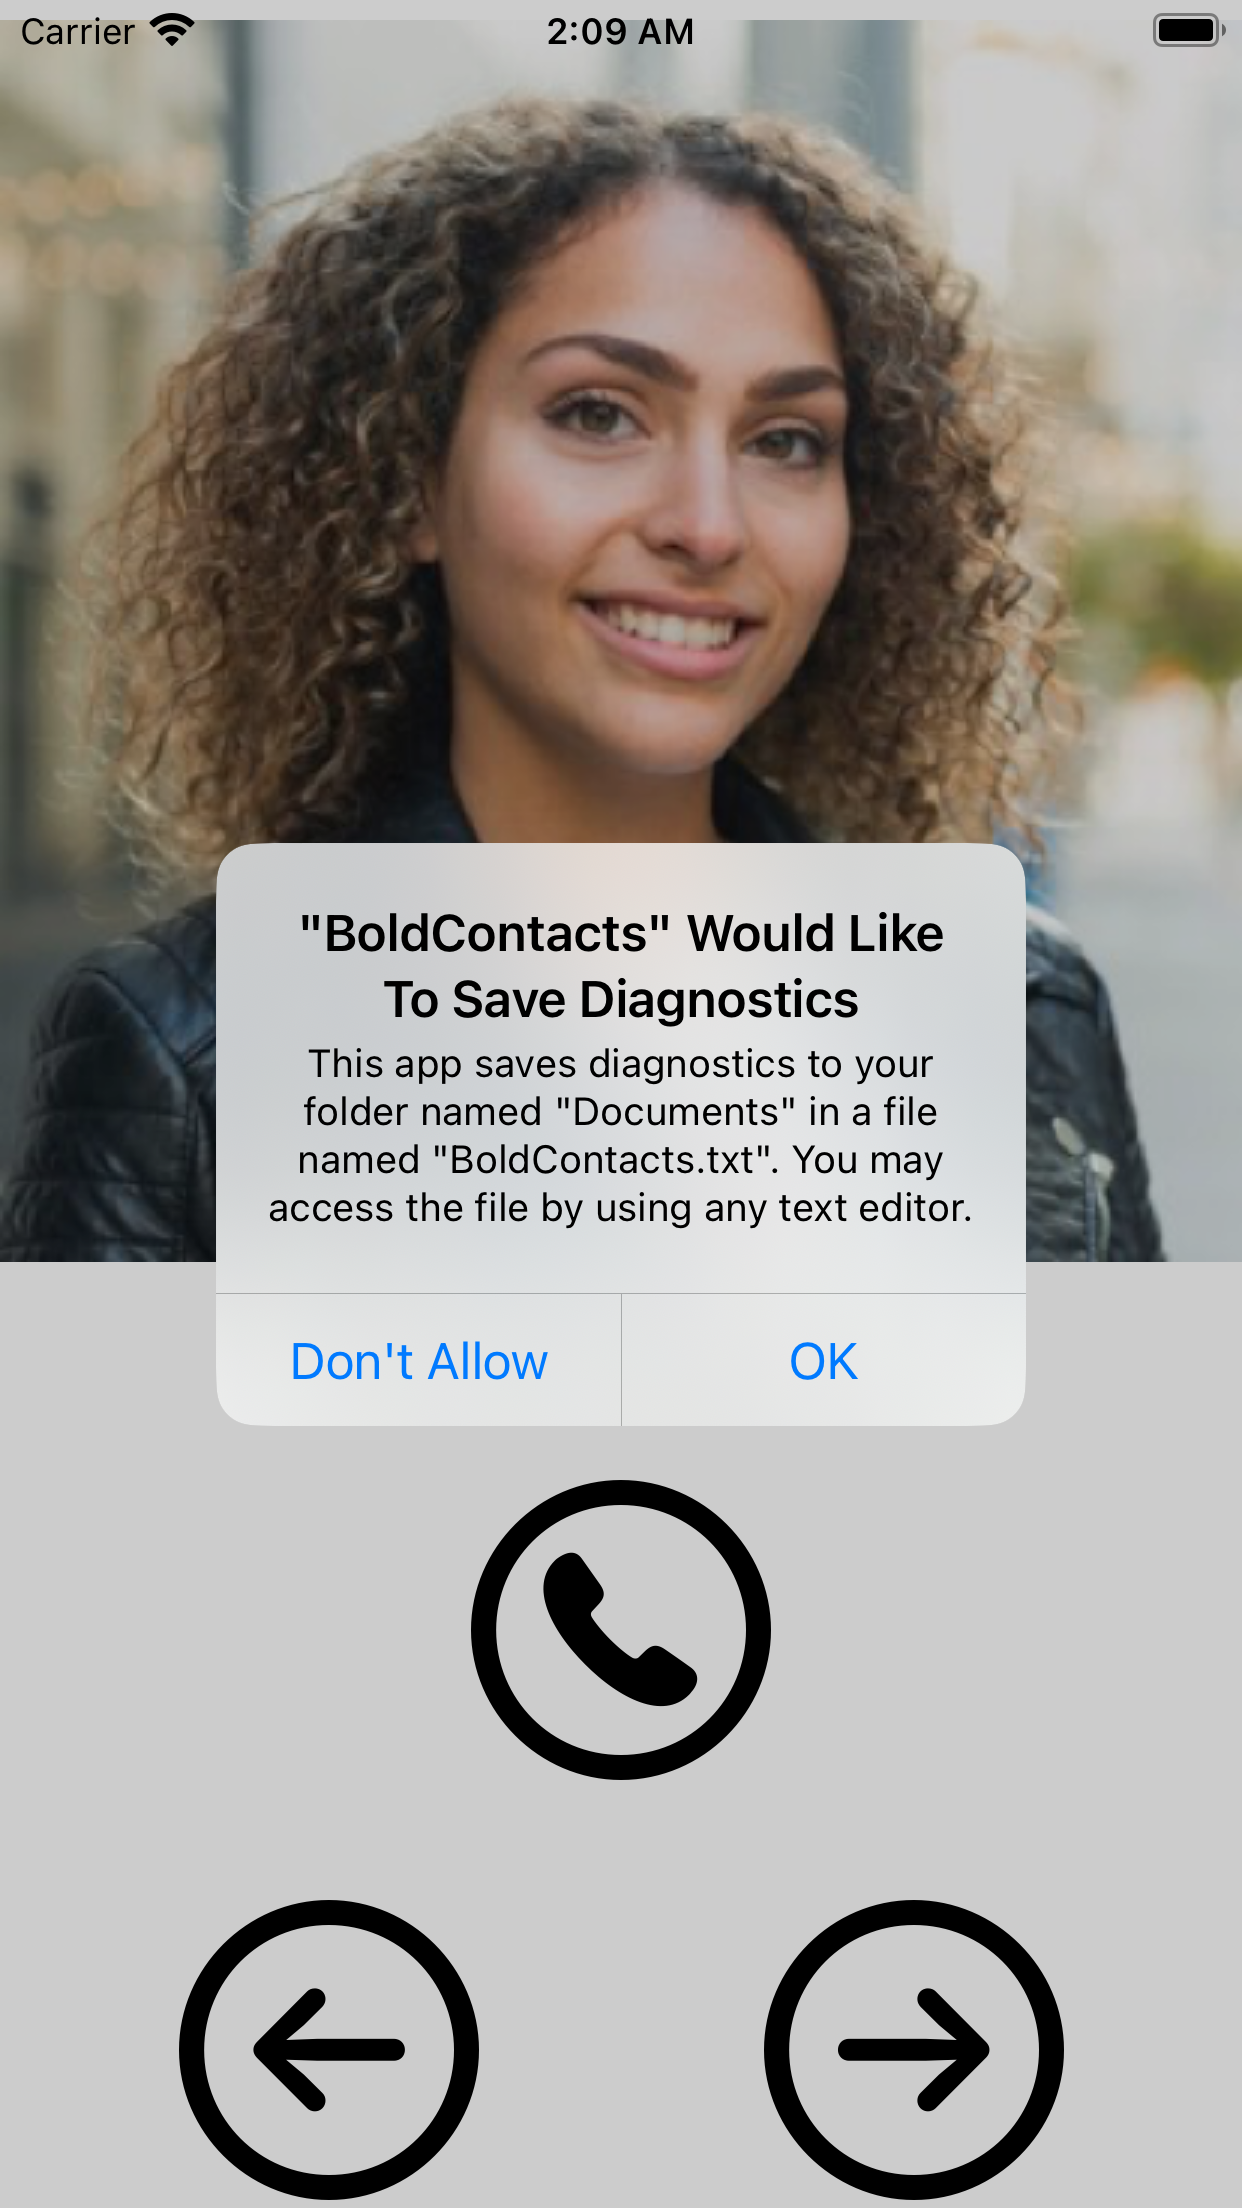 Carrier 2:09 AM
"BoldContacts" Would Like
To Save Diagnostics
This app saves diagnostics to your
folder named "Documents" in a file
named "BoldContacts.txt". You may
access the file by using any text editor.
Don't Allow OK